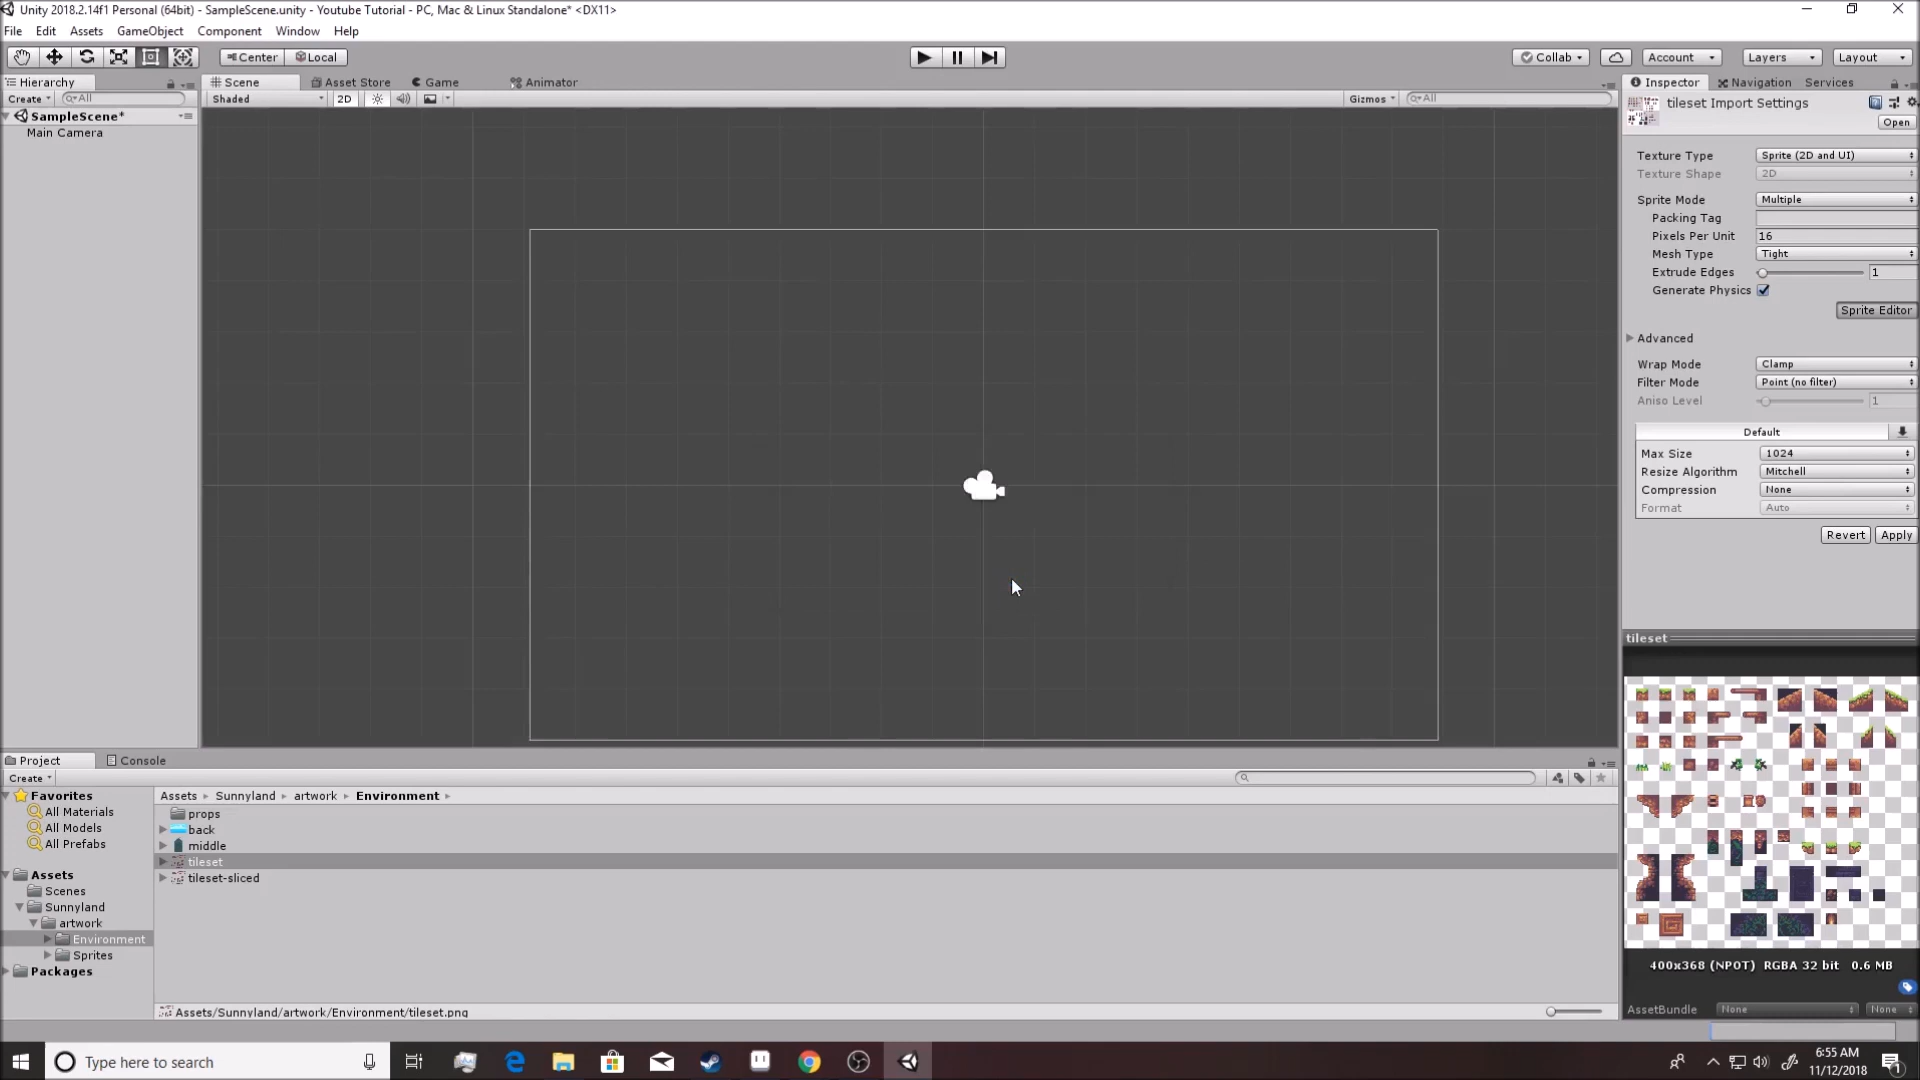 Unity 2018.2.14f1 Personal (64bit) - SampleScene.unity - Youtube Tutorial - PC, Mac & Linux Standalone* <DX11>
File Edit Assets GameObject Component Window Help
Center Local Collab Account Layers Layout
Hierarchy Scene Asset Store Game Animator Inspector Navigation Services
Create All Shaded 2D Gizmos All
tileset Import Settings
SampleScene*
Open
Main Camera
Texture Type Sprite (2D and UI)
Texture Shape 2D
Sprite Mode Multiple
Packing Tag
Pixels Per Unit 16
Mesh Type Tight
Extrude Edges 1
Generate Physics
Sprite Editor
Advanced
Wrap Mode Clamp
Filter Mode Point (no filter)
Aniso Level 1
Default
Max Size 1024
Resize Algorithm Mitchell
Compression None
Format Auto
Revert Apply
tileset
Project Console
Create
Favorites
All Materials
All Models
All Prefabs
Assets
Scenes
Sunnyland
artwork
Environment
Sprites
Packages
Assets Sunnyland artwork Environment
props
back
middle
tileset
tileset-sliced
Assets/Sunnyland/artwork/Environment/tileset.png
400x368 (NPOT) RGBA 32 bit 0.6 MB
AssetBundle None None
Type here to search
6:55 AM
11/12/2018
1